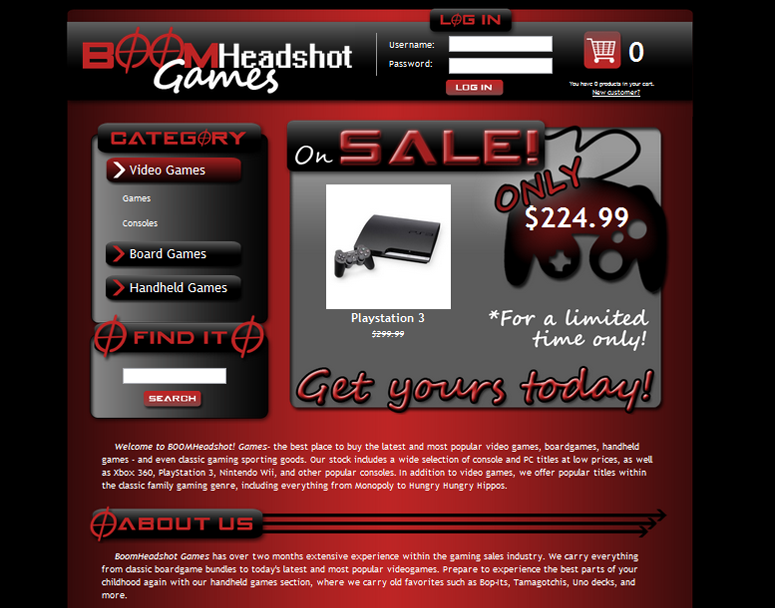 LOG IN
BOOMHeadshot
Games
Username:
Password:
LOG IN
0
You have 0 products in your cart.
New customer?
CATEGORY
Video Games
Games
Consoles
Board Games
Handheld Games
FIND IT
SEARCH
On SALE!
ONLY
$224.99
Playstation 3
$299.99
*For a limited
time only!
Get yours today!
Welcome to BOOMHeadshot! Games- the best place to buy the latest and most popular video games, boardgames, handheld
games - and even classic gaming sporting goods. Our stock includes a wide selection of console and PC titles at low prices, as well
as Xbox 360, PlayStation 3, Nintendo Wii, and other popular consoles. In addition to video games, we offer popular titles within
the classic family gaming genre, including everything from Monopoly to Hungry Hungry Hippos.
ABOUT US
BoomHeadshot Games has over two months extensive experience within the gaming sales industry. We carry everything
from classic boardgame bundles to today's latest and most popular videogames. Prepare to experience the best parts of your
childhood again with our handheld games section, where we carry old favorites such as Bop-Its, Tamagotchis, Uno decks, and
more.